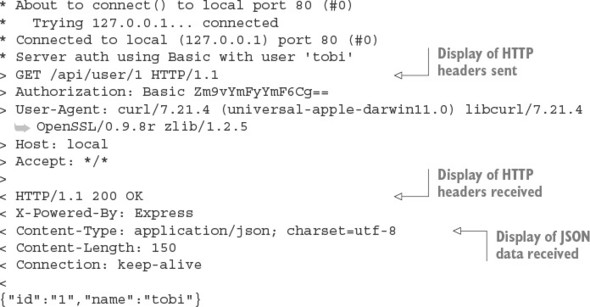 * About to connect() to local port 80 (#0)
*   Trying 127.0.0.1... connected
* Connected to local (127.0.0.1) port 80 (#0)
* Server auth using Basic with user 'tobi'
> GET /api/user/1 HTTP/1.1
Display of HTTP
headers sent
> Authorization: Basic Zm9vYmFyYmF6Cg==
> User-Agent: curl/7.21.4 (universal-apple-darwin11.0) libcurl/7.21.4
OpenSSL/0.9.8r zlib/1.2.5
> Host: local
> Accept: */*
>
< HTTP/1.1 200 OK
Display of HTTP
headers received
< X-Powered-By: Express
< Content-Type: application/json; charset=utf-8
Display of JSON
data received
< Content-Length: 150
< Connection: keep-alive
<
{"id":"1","name":"tobi"}